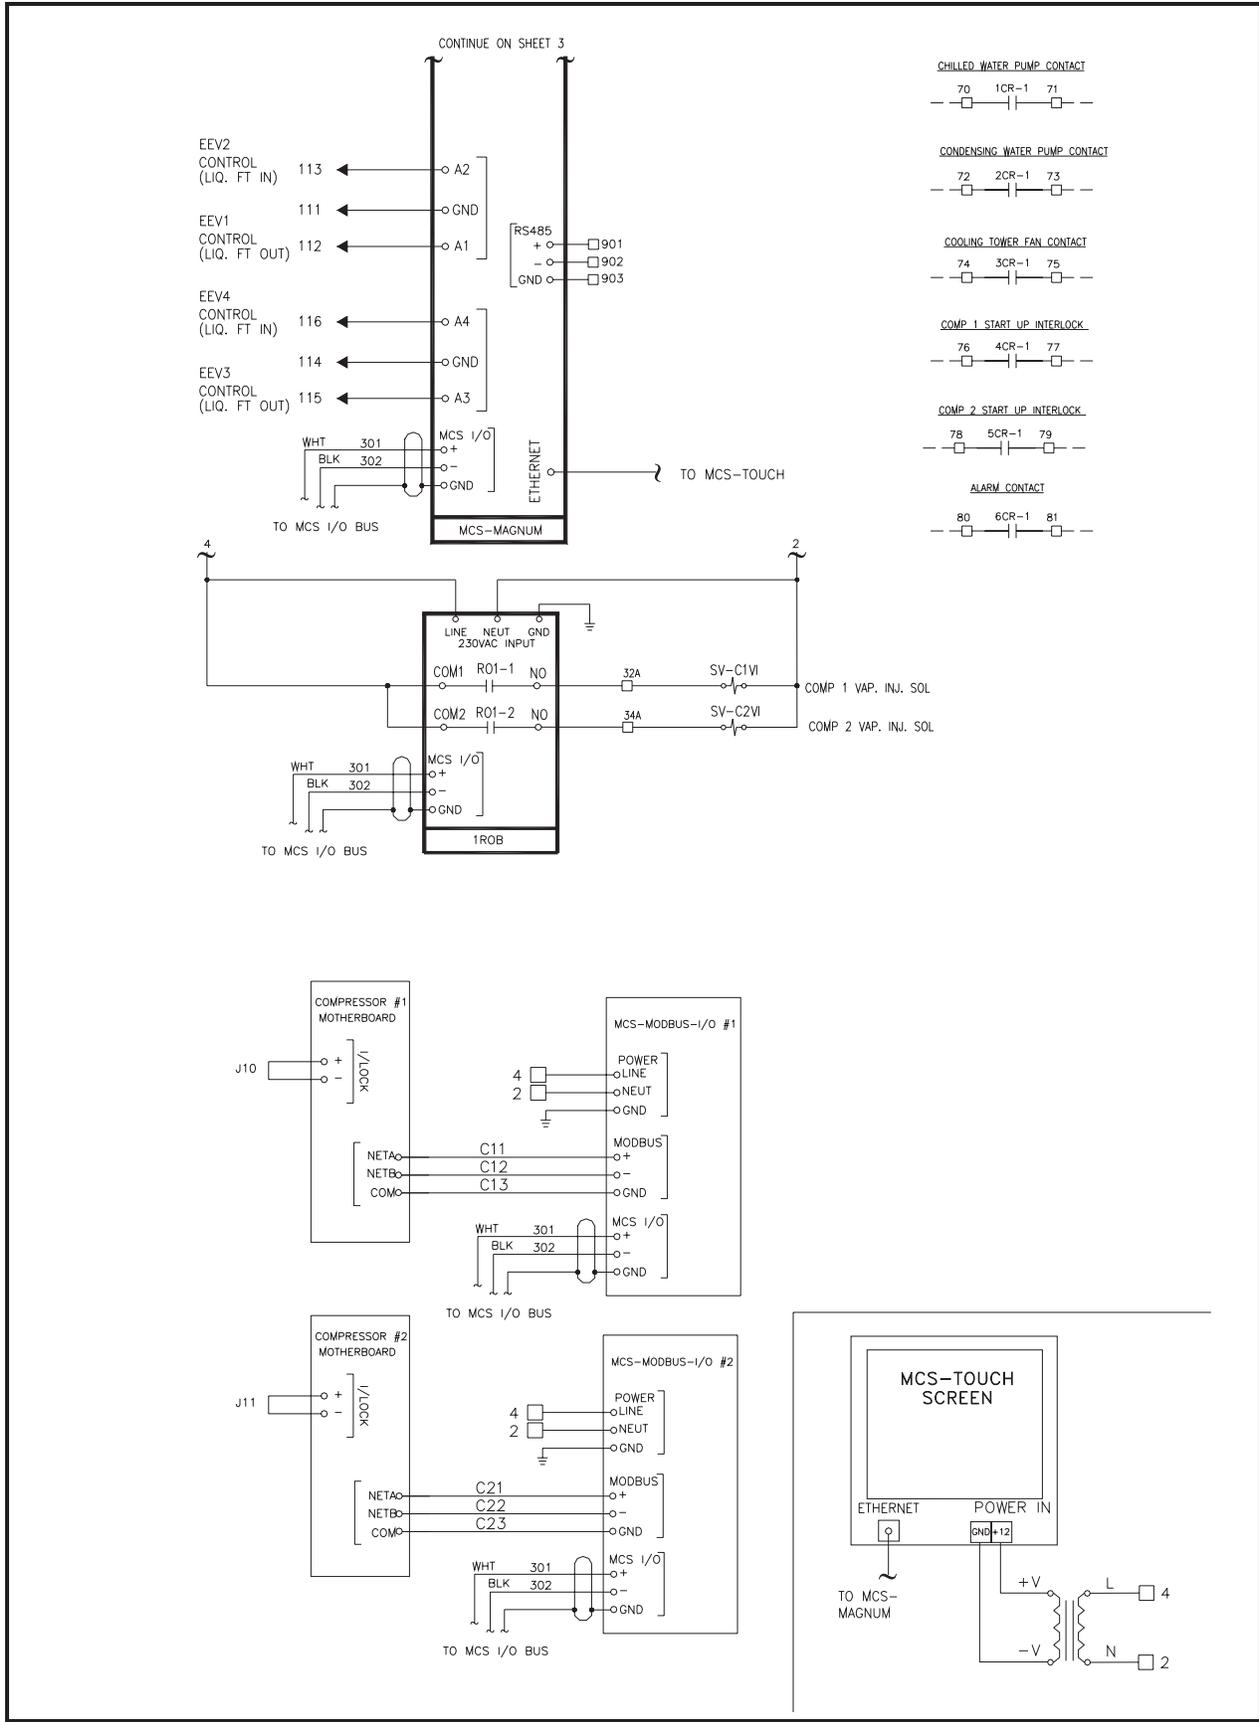 CONTINUE ON SHEET 3
EEV2
CONTROL
(LIQ. FT IN)
113
A2
111
GND
EEV1
CONTROL
(LIQ. FT OUT)
112
A1
EEV4
CONTROL
(LIQ. FT IN)
116
A4
114
GND
EEV3
CONTROL
(LIQ. FT OUT)
115
A3
RS485
+
901
-
902
GND
903
MCS I/O
WHT
301
+
BLK
302
-
GND
TO MCS I/O BUS
ETHERNET
TO MCS-TOUCH
MCS-MAGNUM
CHILLED WATER PUMP CONTACT
70
1CR-1
71
CONDENSING WATER PUMP CONTACT
72
2CR-1
73
COOLING TOWER FAN CONTACT
74
3CR-1
75
COMP 1 START UP INTERLOCK
76
4CR-1
77
COMP 2 START UP INTERLOCK
78
5CR-1
79
ALARM CONTACT
80
6CR-1
81
4
2
LINE
NEUT
GND
230VAC INPUT
COM1
RO1-1
NO
32A
SV-C1VI
COMP 1 VAP. INJ. SOL
COM2
RO1-2
NO
34A
SV-C2VI
COMP 2 VAP. INJ. SOL
MCS I/O
WHT
301
+
BLK
302
-
GND
TO MCS I/O BUS
1ROB
COMPRESSOR #1
MOTHERBOARD
J10
+
-
I/LOCK
NETA
NETB
COM
C11
C12
C13
MCS-MODBUS-I/O #1
POWER
4
LINE
2
NEUT
GND
MODBUS
+
-
GND
MCS I/O
WHT
301
+
BLK
302
-
GND
TO MCS I/O BUS
COMPRESSOR #2
MOTHERBOARD
J11
+
-
I/LOCK
NETA
NETB
COM
C21
C22
C23
MCS-MODBUS-I/O #2
POWER
4
LINE
2
NEUT
GND
MODBUS
+
-
GND
MCS I/O
WHT
301
+
BLK
302
-
GND
TO MCS I/O BUS
MCS-TOUCH
SCREEN
ETHERNET
POWER IN
GND
+12
TO MCS-
MAGNUM
+V
L
4
-V
N
2